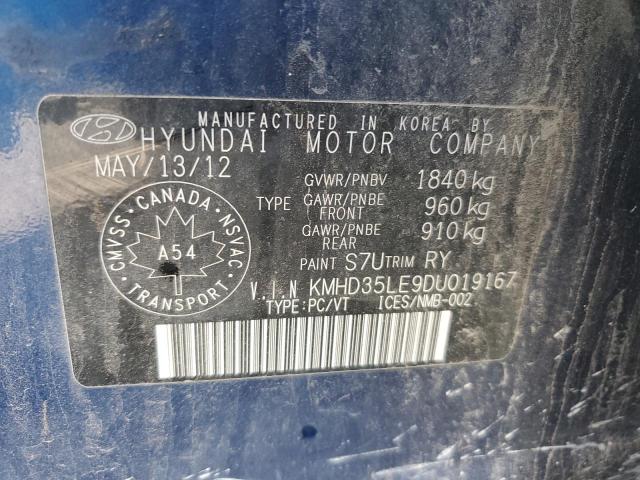 MANUFACTURED IN KOREA BY
HYUNDAI MOTOR COMPANY
MAY/13/12
GVWR/PNBV 1840 kg
TYPE GAWR/PNBE FRONT 960 kg
GAWR/PNBE REAR 910 kg
PAINT S7U TRIM RY
CMVSS · CANADA · NSVAC
A54
TRANSPORT
V.I.N KMHD35LE9DU019167
TYPE:PC/VT ICES/NMB-002